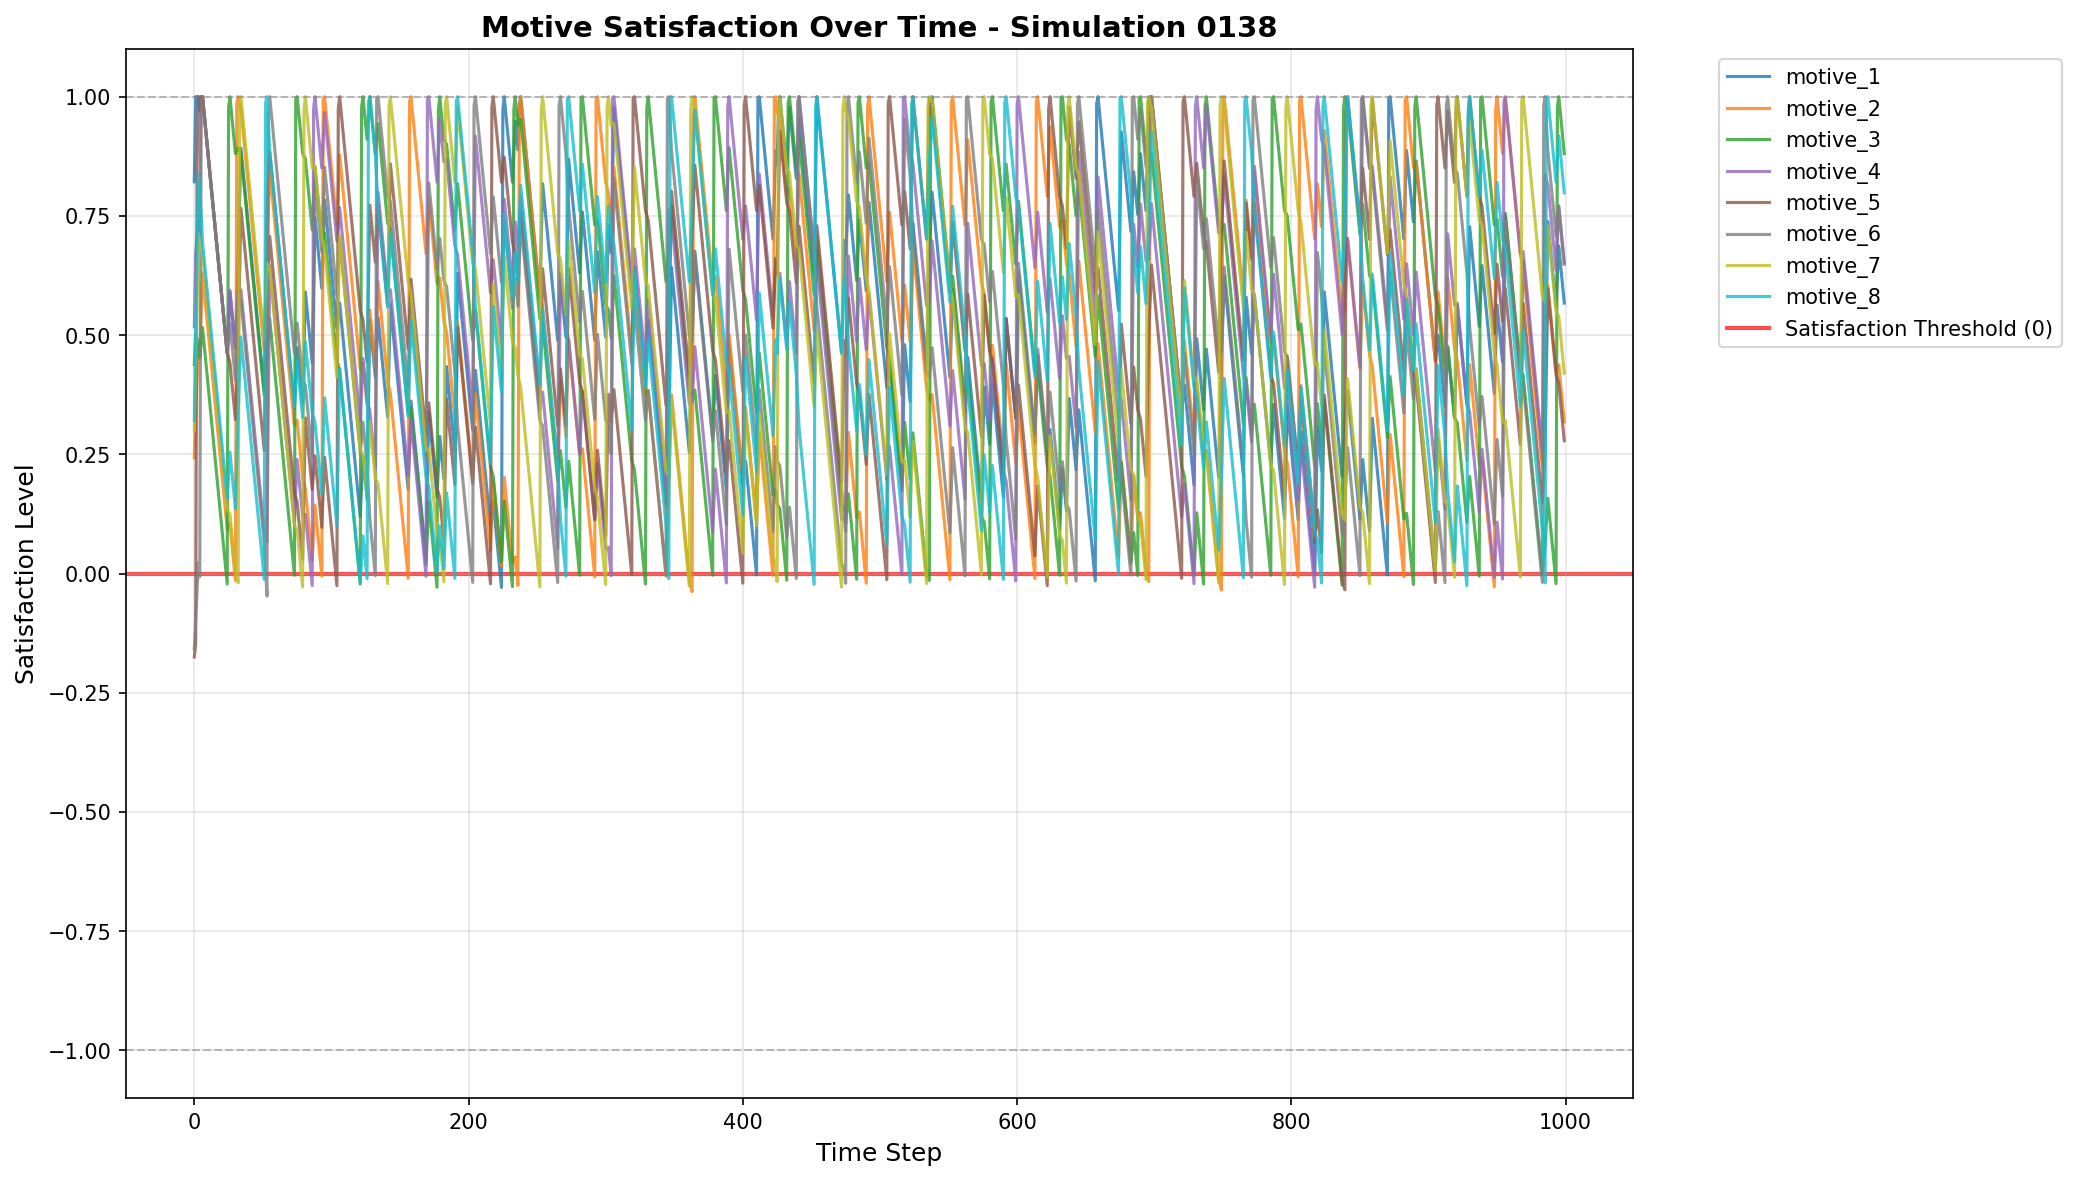 Motive Satisfaction Over Time - Simulation 0138
1.00
0.75
0.50
0.25
0.00
−0.25
−0.50
−0.75
−1.00
Satisfaction Level
0
200
400
600
800
1000
Time Step
motive_1
motive_2
motive_3
motive_4
motive_5
motive_6
motive_7
motive_8
Satisfaction Threshold (0)